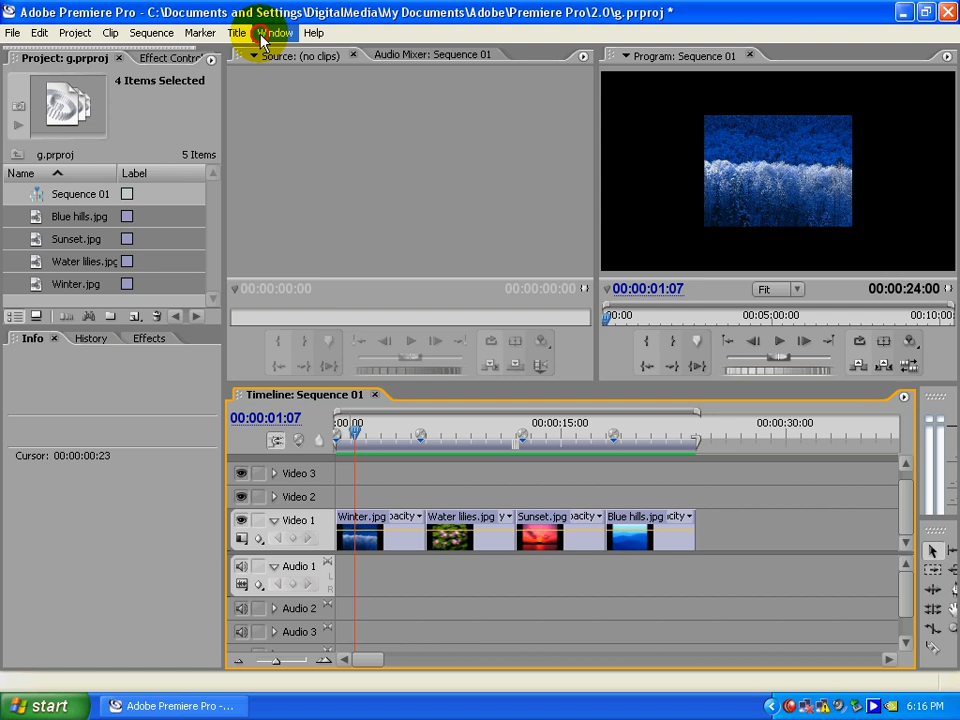 Adobe Premiere Pro - C:\Documents and Settings\DigitalMedia\My Documents\Adobe\Premiere Pro\2.0\g.prproj *
File Edit Project Clip Sequence Marker Title Window Help
Project: g.prproj Effect Contr
Source: (no clips) Audio Mixer: Sequence 01
Program: Sequence 01
4 Items Selected
g.prproj 5 Items
Name Label
Sequence 01
Blue hills.jpg
Sunset.jpg
Water lilies.jpg
Winter.jpg
00:00:00:00 00:00:00:00
00:00:01:07 Fit 00:00:24:00
00:00 00:05:00:00 00:10:00
Info History Effects
Cursor: 00:00:00:23
Timeline: Sequence 01
00:00:01:07
:00:00 00:00:15:00 00:00:30:00
Video 3
Video 2
Video 1
Winter.jpg pacity Water lilies.jpg y Sunset.jpg pacity Blue hills.jpg city
Audio 1
L
R
Audio 2
Audio 3
start Adobe Premiere Pro -... 6:16 PM